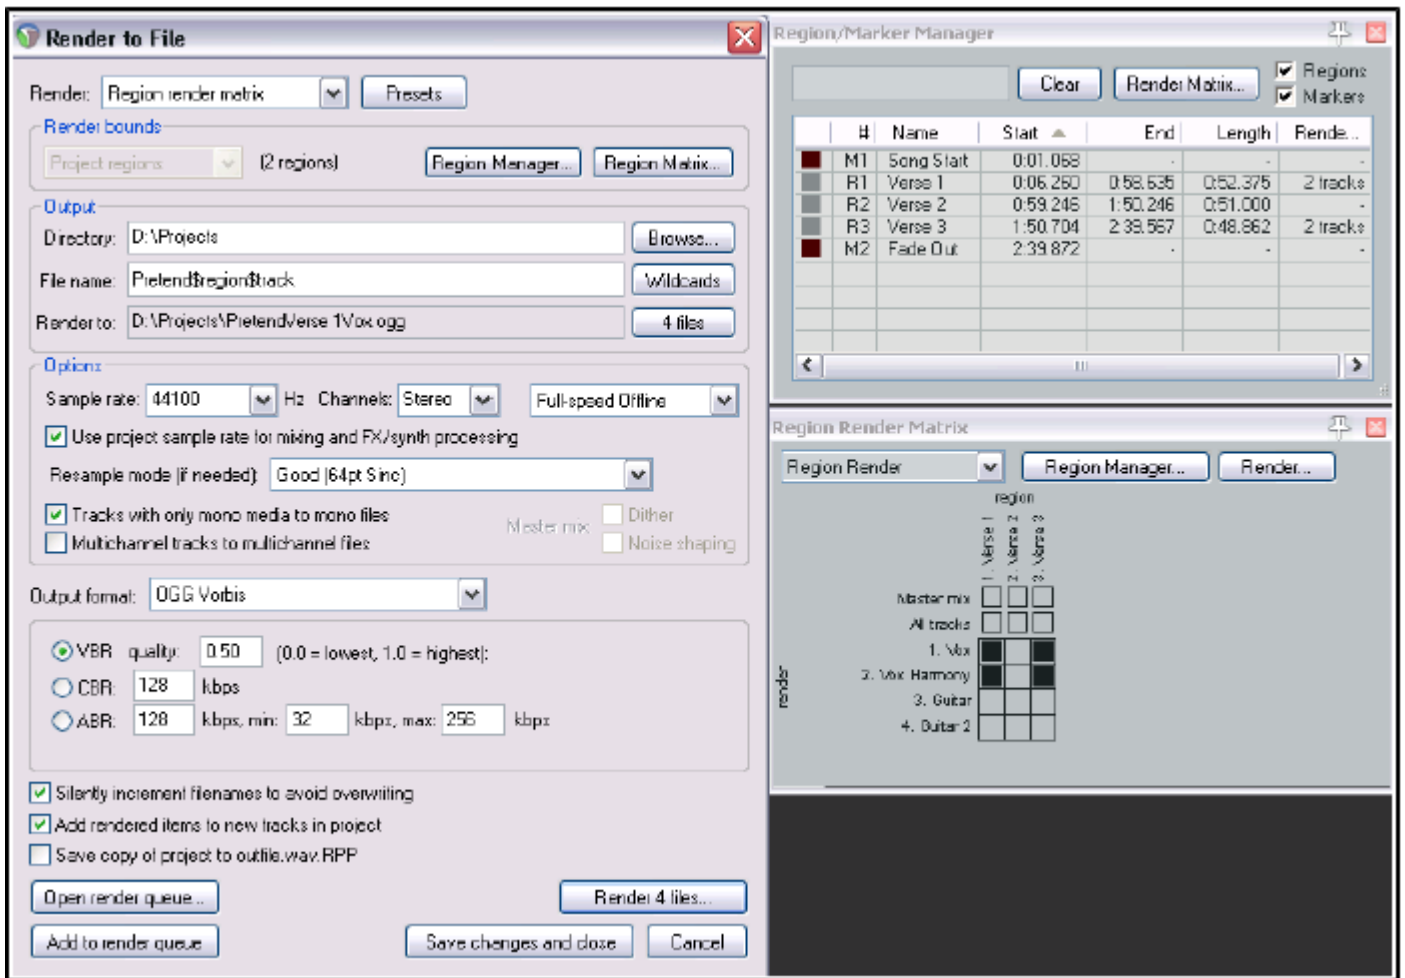 Render to File
Render: Region render matrix Presets
Render bounds
Project regions (2 regions) Region Manager... Region Matrix...
Output
Directory: D:\Projects Browse...
File name: Pretend$region$track Wildcards
Render to: D:\Projects\PretendVerse 1Vox.ogg 4 files
Options
Sample rate: 44100 Hz Channels: Stereo Full-speed Offline
Use project sample rate for mixing and FX/synth processing
Resample mode (if needed): Good (64pt Sinc)
Tracks with only mono media to mono files
Multichannel tracks to multichannel files
Master mix: Dither
Noise shaping
Output format: OGG Vorbis
VBR quality: 0.50 (0.0 = lowest, 1.0 = highest):
CBR: 128 kbps
ABR: 128 kbps, min: 32 kbps, max: 256 kbps
Silently increment filenames to avoid overwriting
Add rendered items to new tracks in project
Save copy of project to outfile.wav.RPP
Open render queue... Render 4 files...
Add to render queue Save changes and close Cancel
Region/Marker Manager
Clear Render Matrix... Regions
Markers
# Name Start End Length Rende...
M1 Song Start 0:01.068 - - -
R1 Verse 1 0:06.260 0:58.635 0:52.375 2 tracks
R2 Verse 2 0:59.246 1:50.246 0:51.000 -
R3 Verse 3 1:50.704 2:39.567 0:48.862 2 tracks
M2 Fade Out 2:39.872 - - -
Region Render Matrix
Region Render Region Manager... Render...
region
1. Verse 1
2. Verse 2
3. Verse 3
Master mix
All tracks
1. Vox
2. Vox Harmony
3. Guitar
4. Guitar 2
render